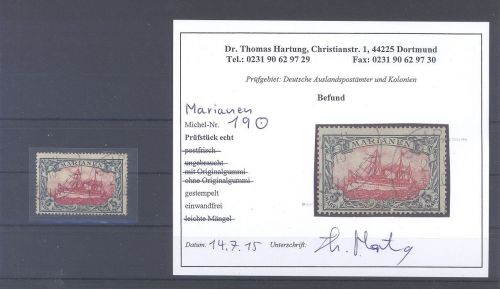 Dr. Thomas Hartung, Christianstr. 1, 44225 Dortmund
Tel.: 0231 90 62 97 29 Fax: 0231 90 62 97 30
Prüfgebiet: Deutsche Auslandspostämter und Kolonien
Befund
Marianen
Michel-Nr. 19
Prüfstück echt
postfrisch
ungebraucht
mit Originalgummi
ohne Originalgummi
gestempelt
einwandfrei
leichte Mängel
Datum: 14.7.15 Unterschrift: Th. Hartg
MARIANEN
MARIANEN